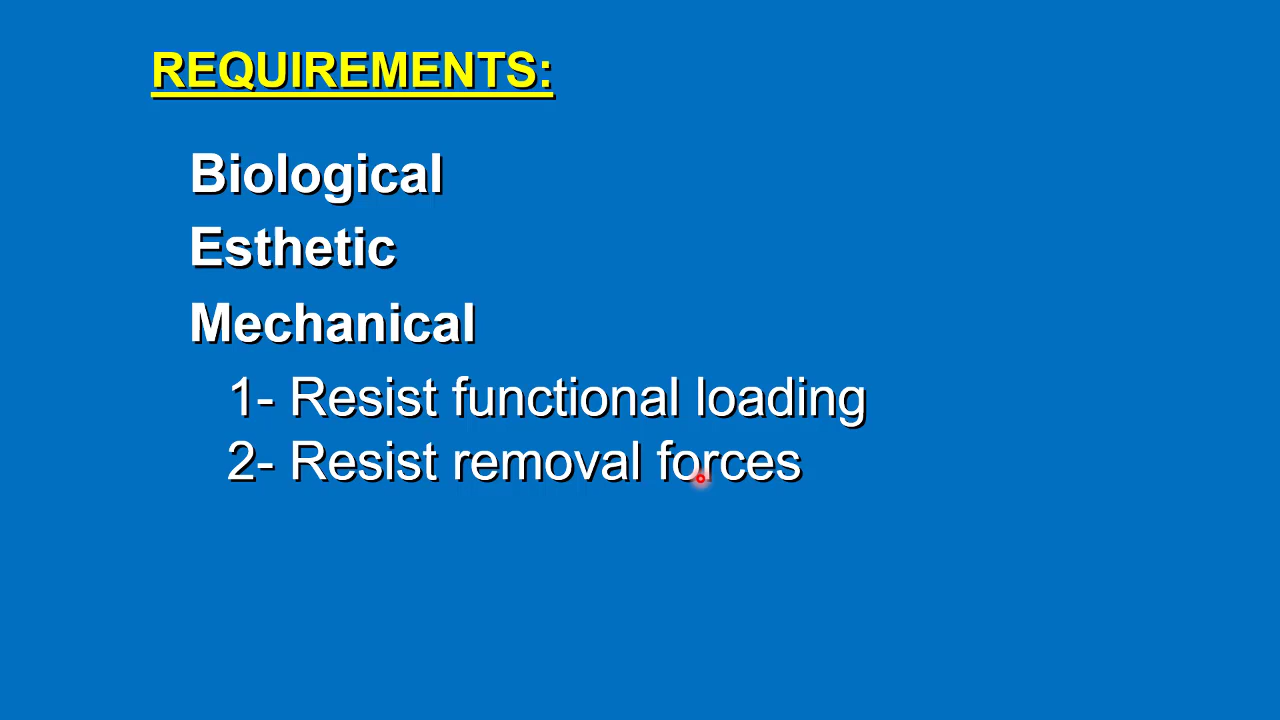 REQUIREMENTS:
Biological
Esthetic
Mechanical
1- Resist functional loading
2- Resist removal forces